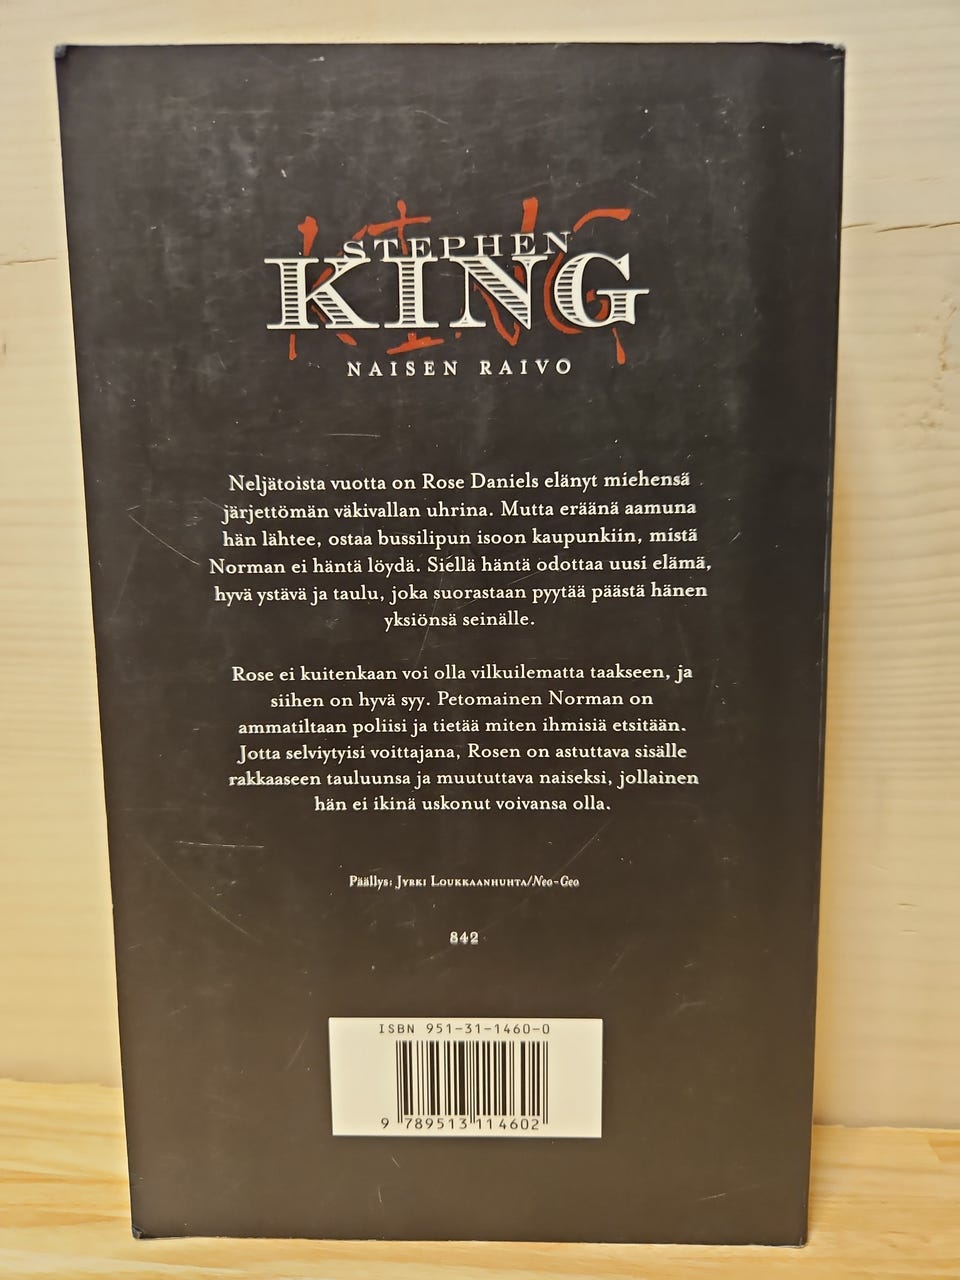 STEPHEN
KING
NAISEN RAIVO
Neljätoista vuotta on Rose Daniels elänyt miehensä
järjettömän väkivallan uhrina. Mutta eräänä aamuna
hän lähtee, ostaa bussilipun isoon kaupunkiin, mistä
Norman ei häntä löydä. Siellä häntä odottaa uusi elämä,
hyvä ystävä ja taulu, joka suorastaan pyytää päästä hänen
yksiönsä seinälle.
Rose ei kuitenkaan voi olla vilkuilematta taakseen, ja
siihen on hyvä syy. Petomainen Norman on
ammatiltaan poliisi ja tietää miten ihmisiä etsitään.
Jotta selviytyisi voittajana, Rosen on astuttava sisälle
rakkaaseen tauluunsa ja muututtava naiseksi, jollainen
hän ei ikinä uskonut voivansa olla.
Päällys: Jyrki Loukkaanhuhta/Neo-Geo
842
ISBN 951-31-1460-0
9 789513 114602